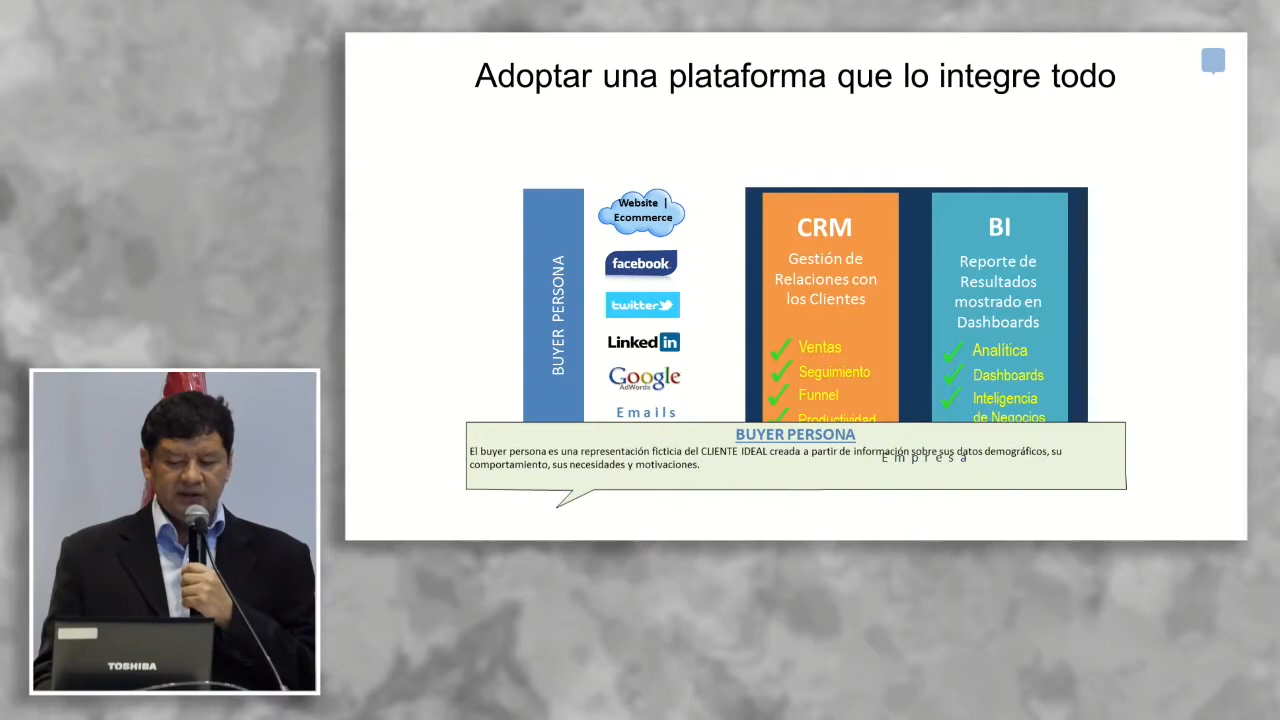 Adoptar una plataforma que lo integre todo
BUYER PERSONA
Website |
Ecommerce
facebook
twitter
Linked in
Google
AdWords
Emails
CRM
Gestión de
Relaciones con
los Clientes
Ventas
Seguimiento
Funnel
Productividad
BI
Reporte de
Resultados
mostrado en
Dashboards
Analítica
Dashboards
Inteligencia
de Negocios
BUYER PERSONA
El buyer persona es una representación ficticia del CLIENTE IDEAL creada a partir de información sobre sus datos demográficos, su
comportamiento, sus necesidades y motivaciones.
Empresa
TOSHIBA